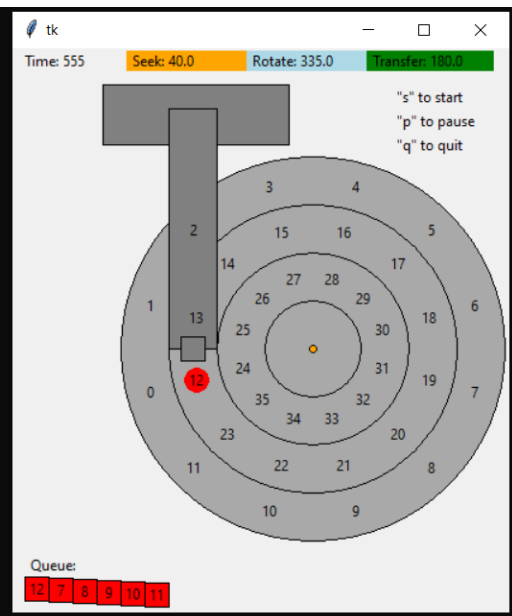 tk
Time: 555 Seek: 40.0 Rotate: 335.0 Transfer: 180.0
"s" to start
"p" to pause
"q" to quit
3 4
2 15 16 5
14 17
27 28
1 26 29 6
13 25 30 18
12 24 31 19
0 35 32 7
34 33
23 20
11 22 21 8
10 9
Queue:
12 7 8 9 10 11